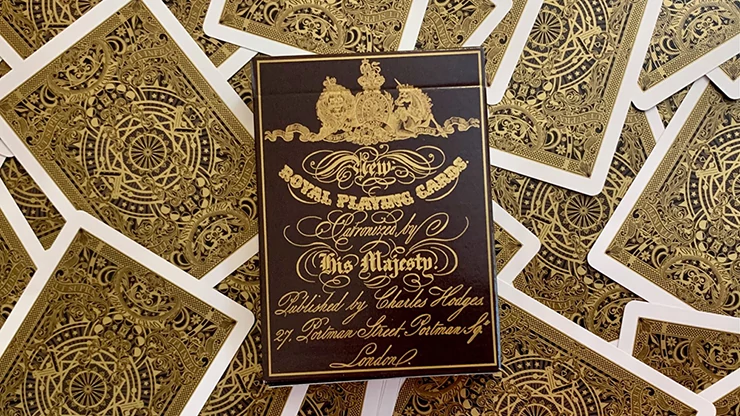 New
ROYAL PLAYING CARDS.
Patronized by
His Majesty.
Published by Charles Hodges.
27, Portman Street, Portman Sq.
London.